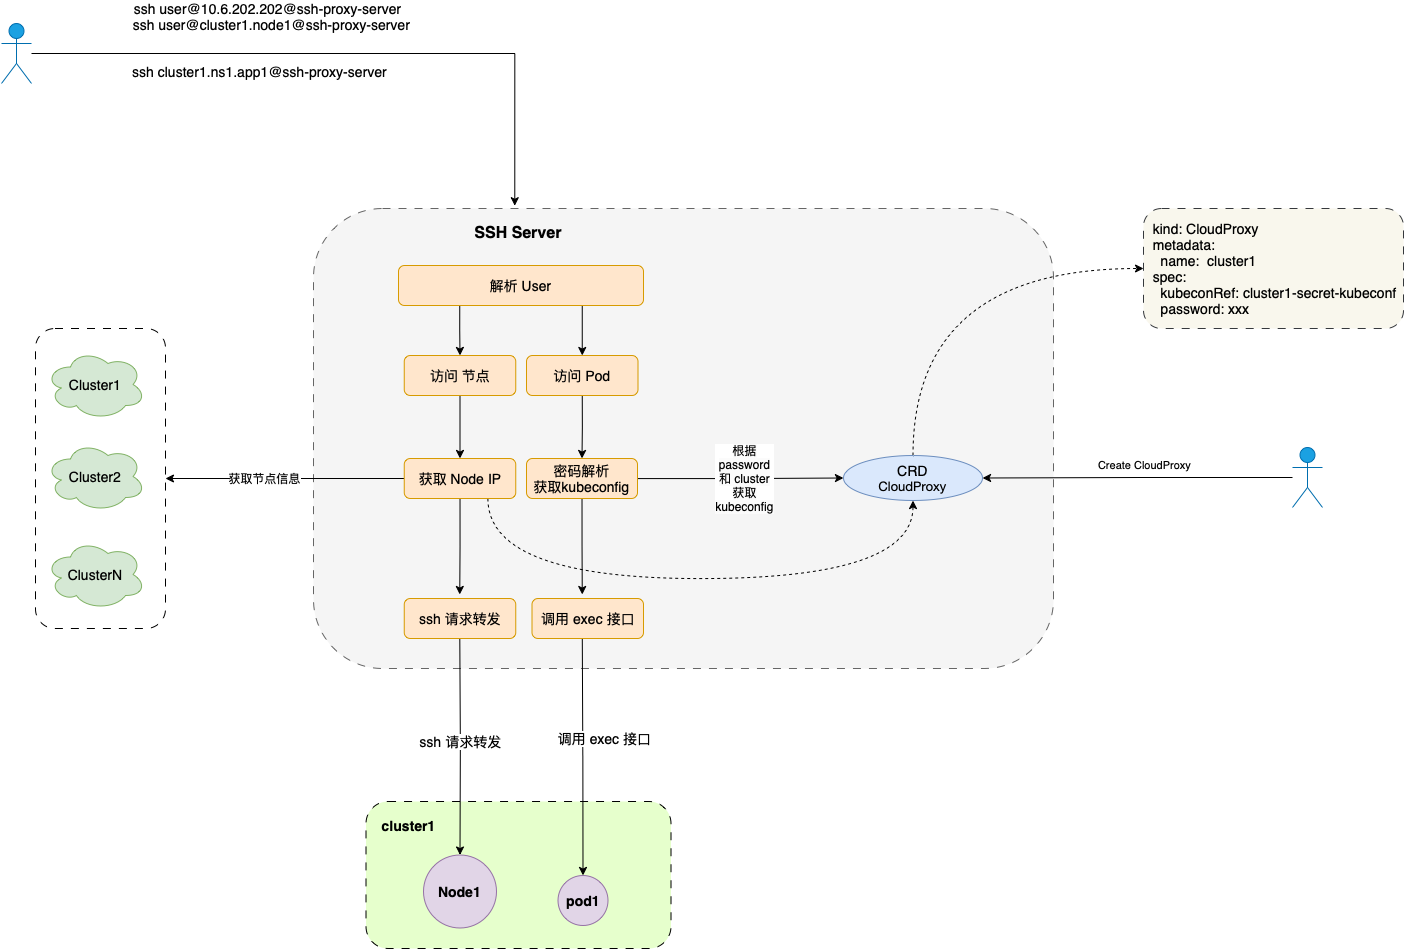 ssh user@10.6.202.202@ssh-proxy-server
ssh user@cluster1.node1@ssh-proxy-server
ssh cluster1.ns1.app1@ssh-proxy-server
SSH Server
kind: CloudProxy
metadata:
name: cluster1
spec:
kubeconRef: cluster1-secret-kubeconf
password: xxx
解析 User
访问 节点
访问 Pod
Cluster1
Cluster2
ClusterN
获取节点信息
获取 Node IP
密码解析
获取kubeconfig
根据
password
和 cluster
获取
kubeconfig
CRD
CloudProxy
Create CloudProxy
ssh 请求转发
调用 exec 接口
ssh 请求转发
调用 exec 接口
cluster1
Node1
pod1